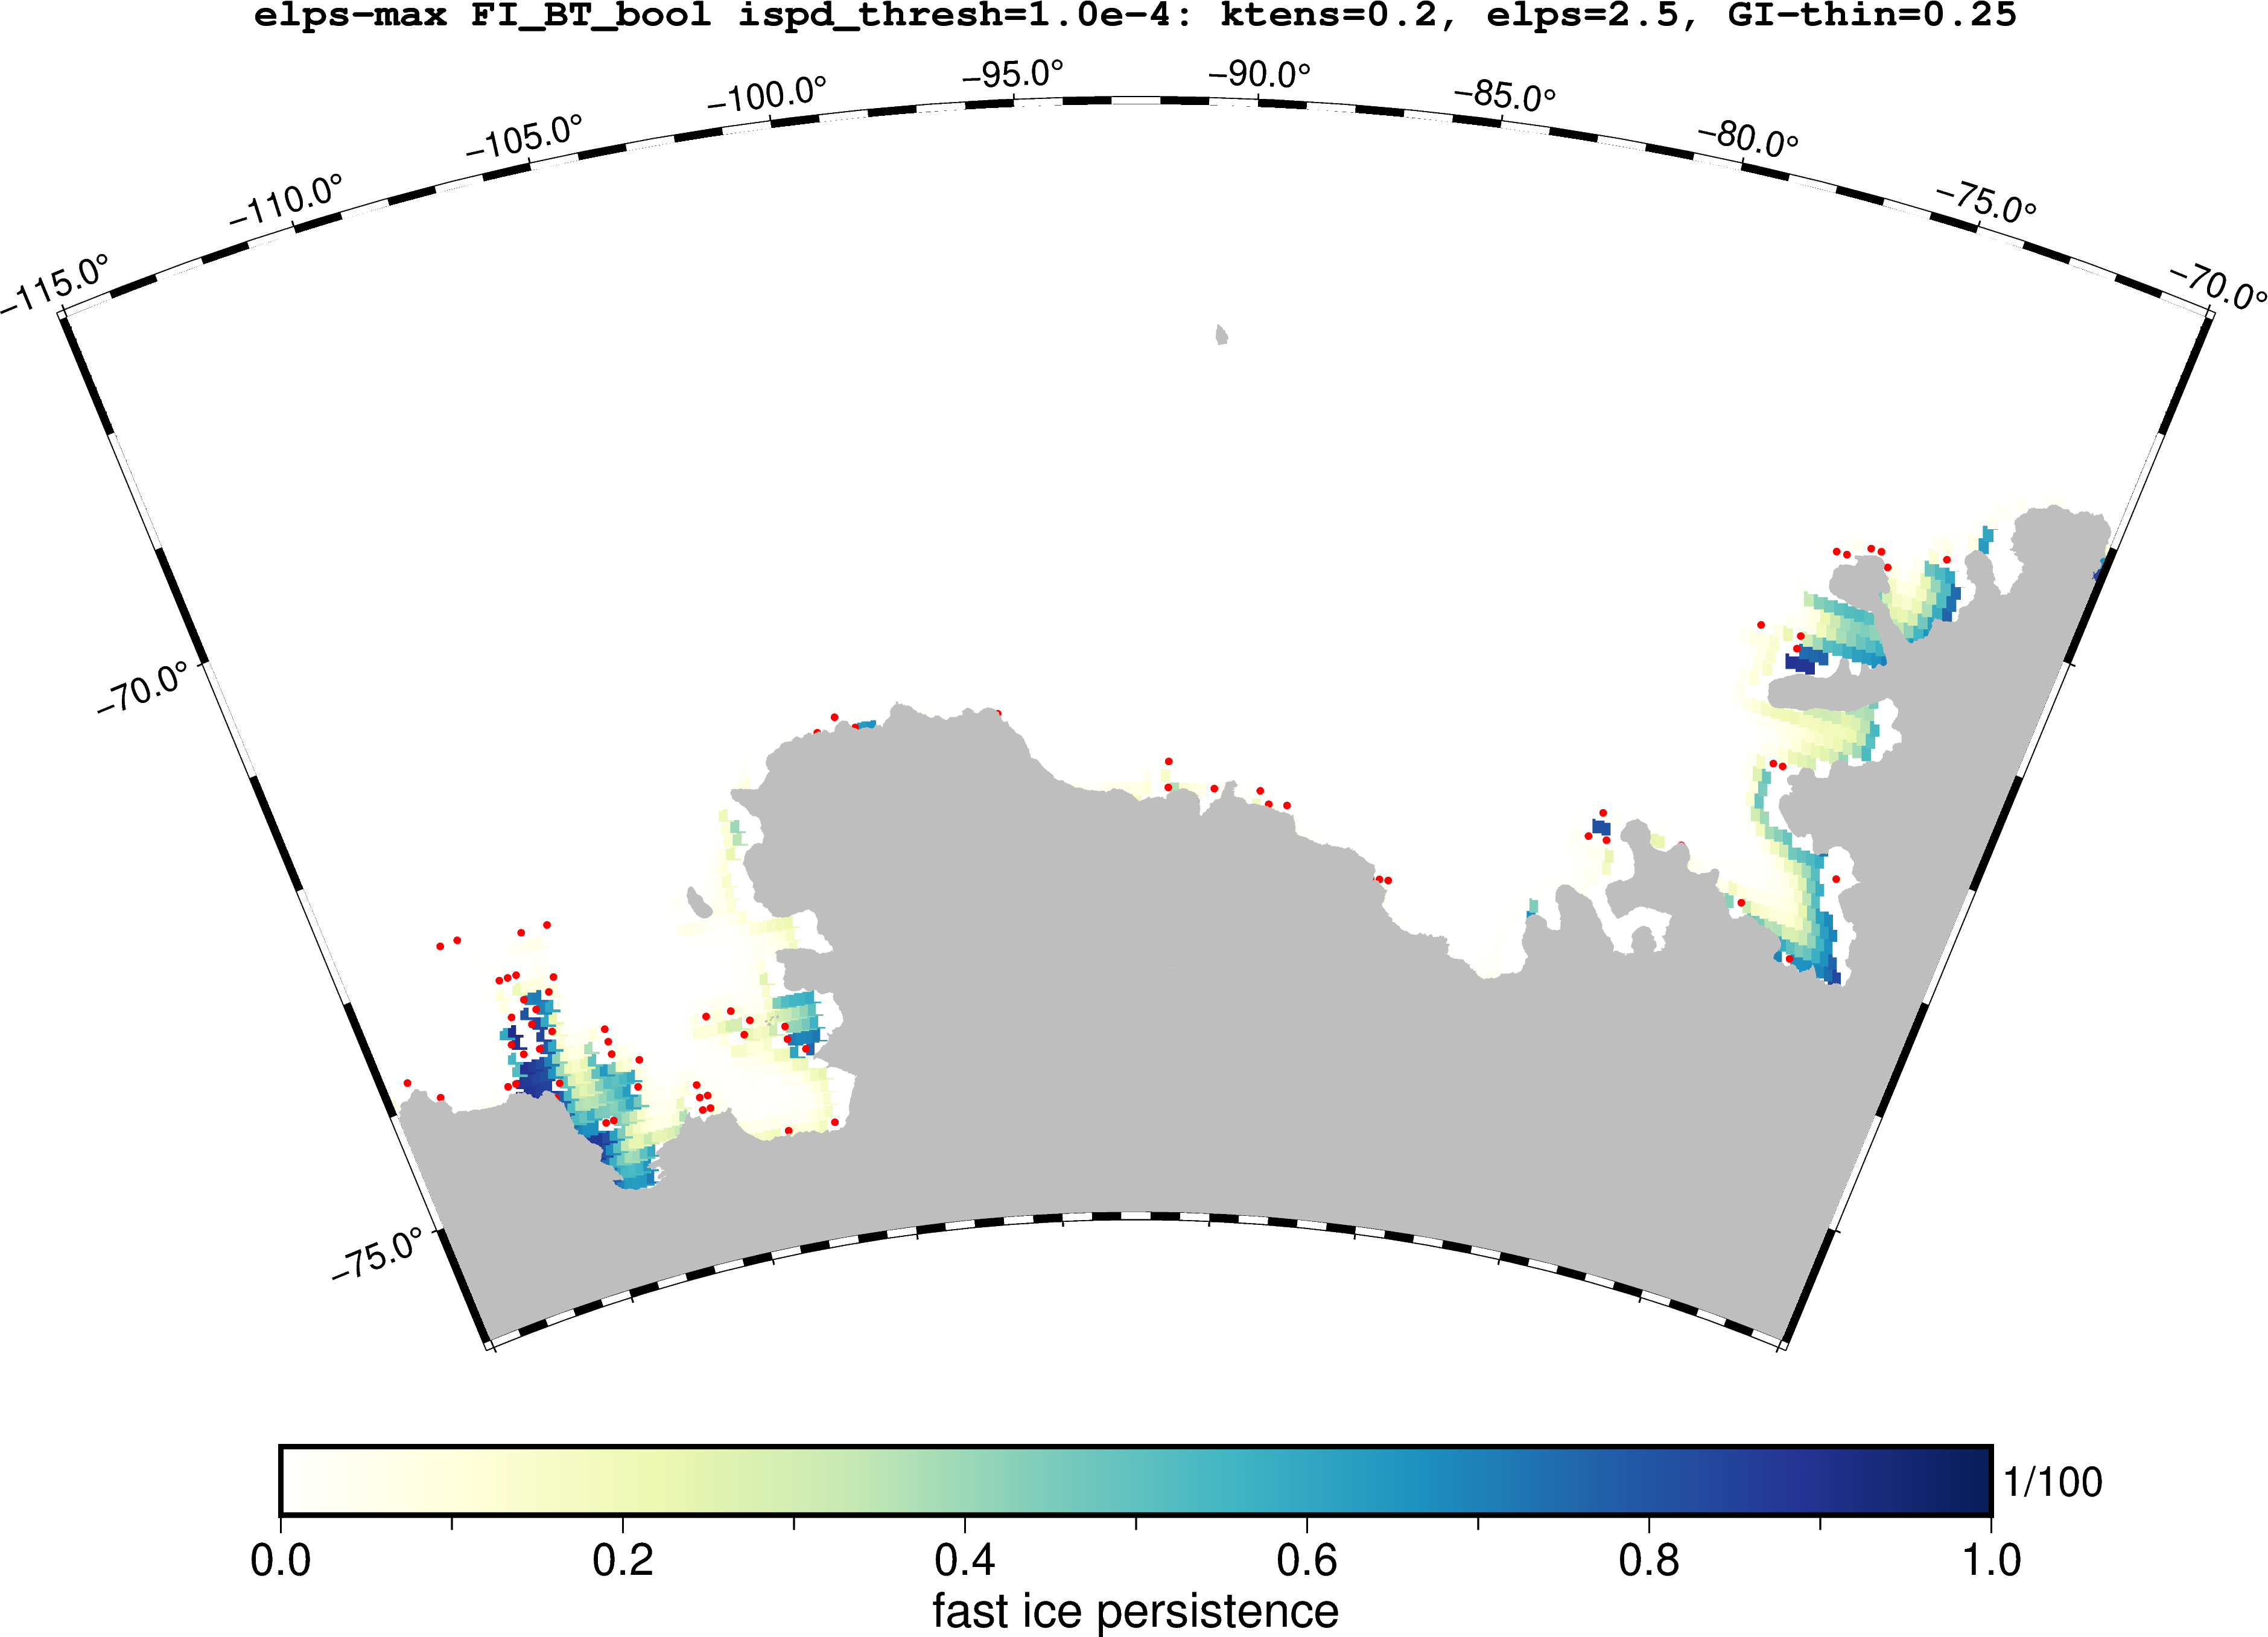 elps-max FI_BT_bool ispd_thresh=1.0e-4: ktens=0.2, elps=2.5, GI-thin=0.25
-115.0° -110.0° -105.0° -100.0° -95.0° -90.0° -85.0° -80.0° -75.0° -70.0°
-70.0°
-75.0°
1/100
0.0 0.2 0.4 0.6 0.8 1.0
fast ice persistence